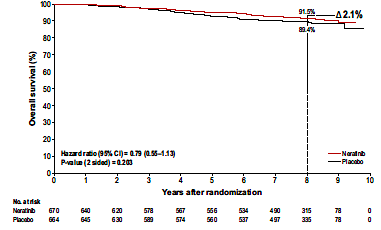 100
90
80
70
60
50
40
30
20
10
0
Overall survival (%)
91.5%
Δ 2.1%
89.4%
Hazard ratio (95% CI) = 0.79 (0.55–1.13)
P-value (2 sided) = 0.203
Neratinib
Placebo
0 1 2 3 4 5 6 7 8 9 10
Years after randomization
No. at risk
Neratinib 670 640 620 578 567 556 534 490 315 78 0
Placebo 664 645 630 589 574 560 537 497 335 78 0